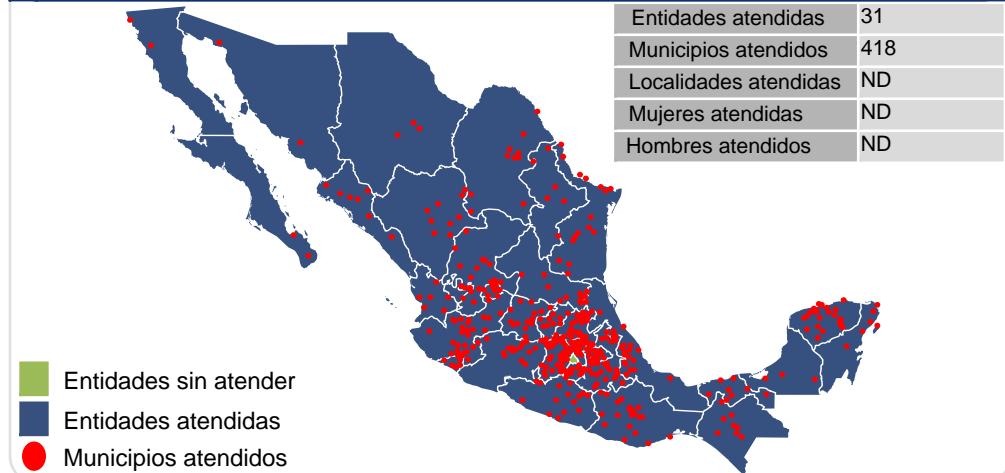 Entidades atendidas 31
Municipios atendidos 418
Localidades atendidas ND
Mujeres atendidas ND
Hombres atendidos ND
Entidades sin atender
Entidades atendidas
Municipios atendidos